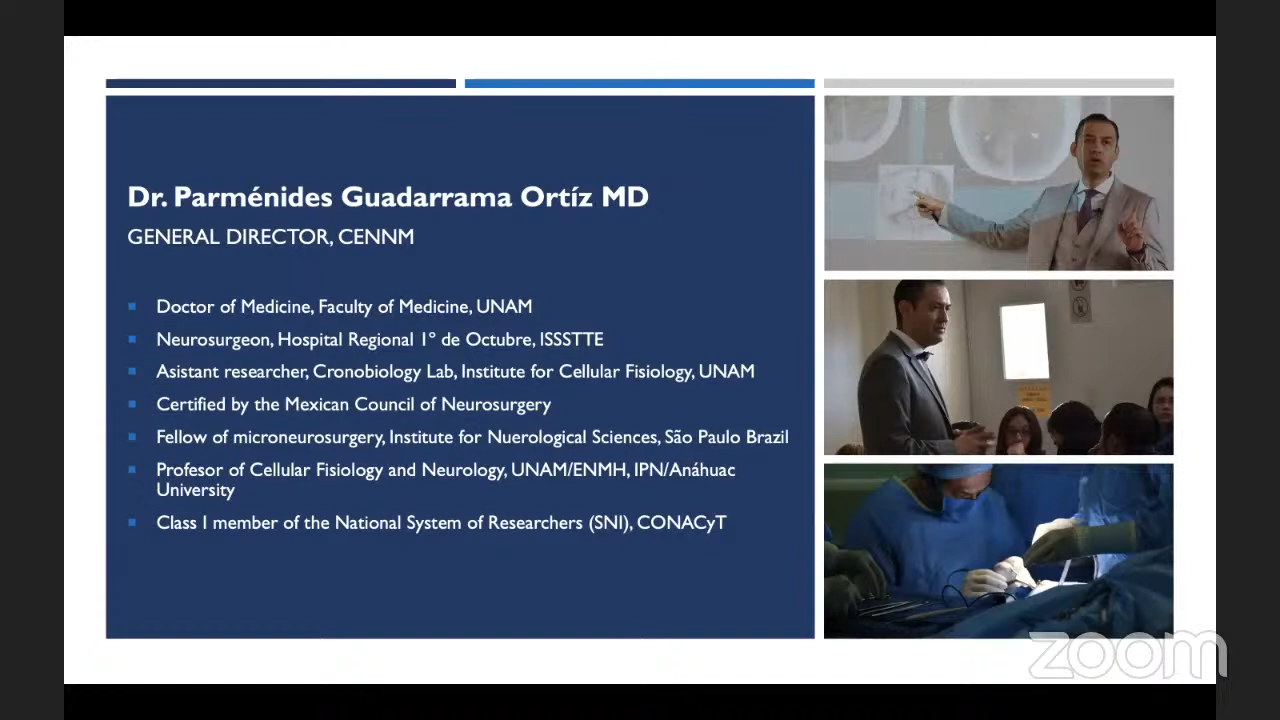 Dr. Parménides Guadarrama Ortíz MD
GENERAL DIRECTOR, CENNM
Doctor of Medicine, Faculty of Medicine, UNAM
Neurosurgeon, Hospital Regional 1º de Octubre, ISSSTTE
Asistant researcher, Cronobiology Lab, Institute for Cellular Fisiology, UNAM
Certified by the Mexican Council of Neurosurgery
Fellow of microneurosurgery, Institute for Nuerological Sciences, São Paulo Brazil
Profesor of Cellular Fisiology and Neurology, UNAM/ENMH, IPN/Anáhuac
University
Class I member of the National System of Researchers (SNI), CONACyT
zoom